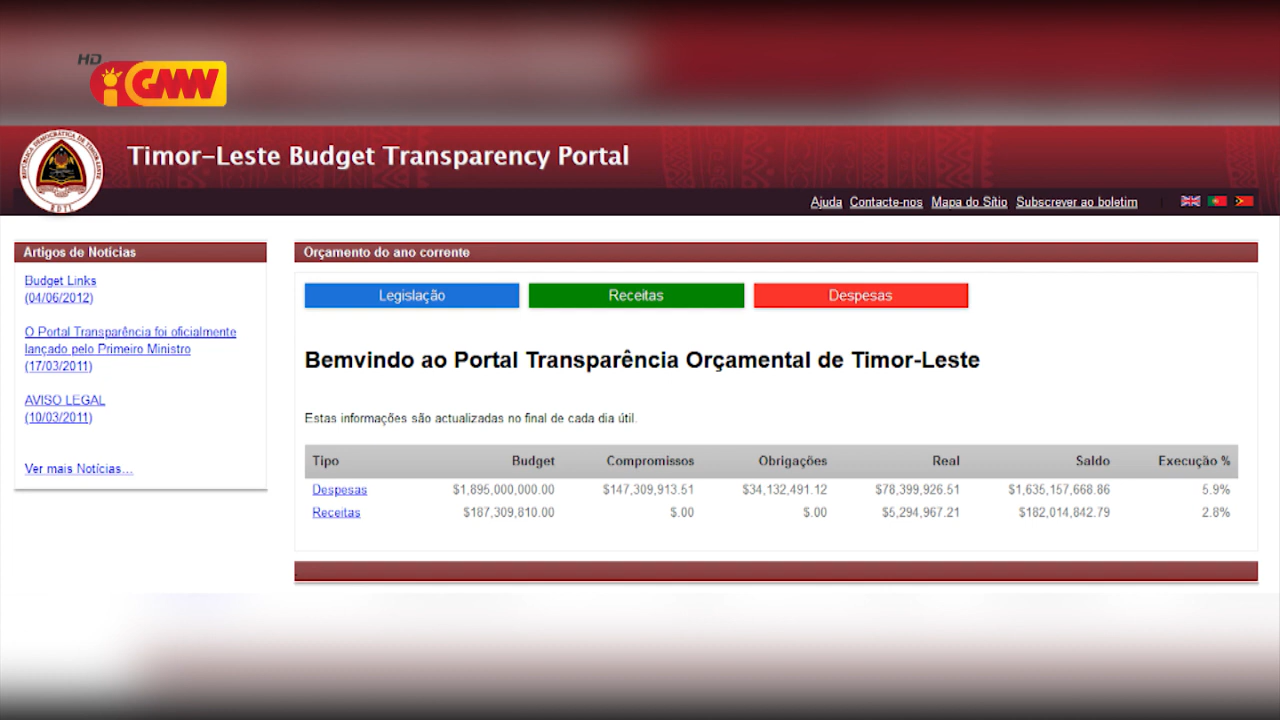 HD
GMN
Timor-Leste Budget Transparency Portal
Ajuda Contacte-nos Mapa do Sítio Subscrever ao boletim
Artigos de Notícias
Budget Links
(04/06/2012)
O Portal Transparência foi oficialmente
lançado pelo Primeiro Ministro
(17/03/2011)
AVISO LEGAL
(10/03/2011)
Ver mais Notícias...
Orçamento do ano corrente
Legislação Receitas Despesas
Bemvindo ao Portal Transparência Orçamental de Timor-Leste
Estas informações são actualizadas no final de cada dia útil.
Tipo Budget Compromissos Obrigações Real Saldo Execução %
Despesas $1,895,000,000.00 $147,309,913.51 $34,132,491.12 $78,399,926.51 $1,635,157,668.86 5.9%
Receitas $187,309,810.00 $.00 $.00 $5,294,967.21 $182,014,842.79 2.8%